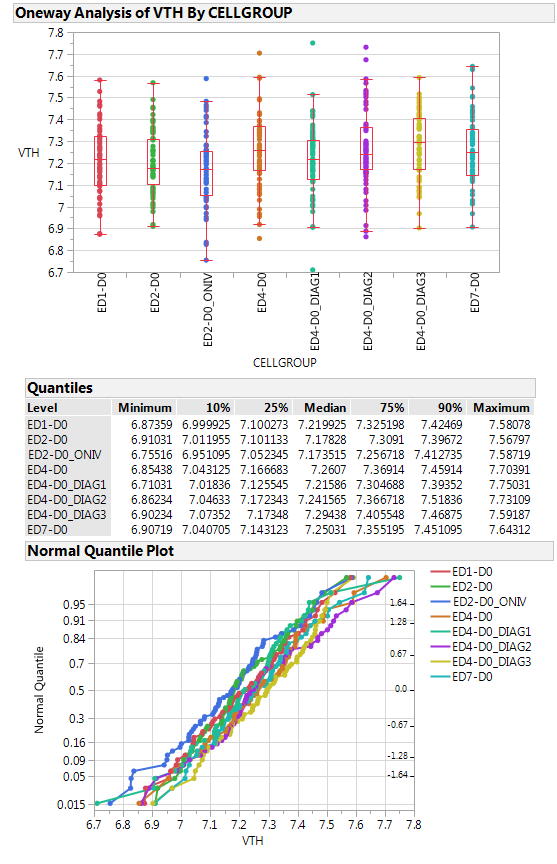 Oneway Analysis of VTH By CELLGROUP
7.8
7.7
7.6
7.5
7.4
7.3
7.2
7.1
7
6.9
6.8
6.7
VTH
ED1-D0
ED2-D0
ED2-D0_ONIV
ED4-D0
ED4-D0_DIAG1
ED4-D0_DIAG2
ED4-D0_DIAG3
ED7-D0
CELLGROUP
Quantiles
Level Minimum 10% 25% Median 75% 90% Maximum
ED1-D0 6.87359 6.999925 7.100273 7.219925 7.325198 7.42469 7.58078
ED2-D0 6.91031 7.011955 7.101133 7.17828 7.3091 7.39672 7.56797
ED2-D0_ONIV 6.75516 6.951095 7.052345 7.173515 7.256718 7.412735 7.58719
ED4-D0 6.85438 7.043125 7.166683 7.2607 7.36914 7.45914 7.70391
ED4-D0_DIAG1 6.71031 7.01836 7.125545 7.21586 7.304688 7.39352 7.75031
ED4-D0_DIAG2 6.86234 7.04633 7.172343 7.241565 7.366718 7.51836 7.73109
ED4-D0_DIAG3 6.90234 7.07352 7.17348 7.29438 7.405548 7.46875 7.59187
ED7-D0 6.90719 7.040705 7.143123 7.25031 7.355195 7.451095 7.64312
Normal Quantile Plot
0.95
0.91
0.84
0.7
0.5
0.3
0.16
0.09
0.05
0.015
Normal Quantile
1.64
1.28
0.67
0.0
-0.67
-1.28
-1.64
6.7 6.8 6.9 7 7.1 7.2 7.3 7.4 7.5 7.6 7.7 7.8
VTH
ED1-D0
ED2-D0
ED2-D0_ONIV
ED4-D0
ED4-D0_DIAG1
ED4-D0_DIAG2
ED4-D0_DIAG3
ED7-D0